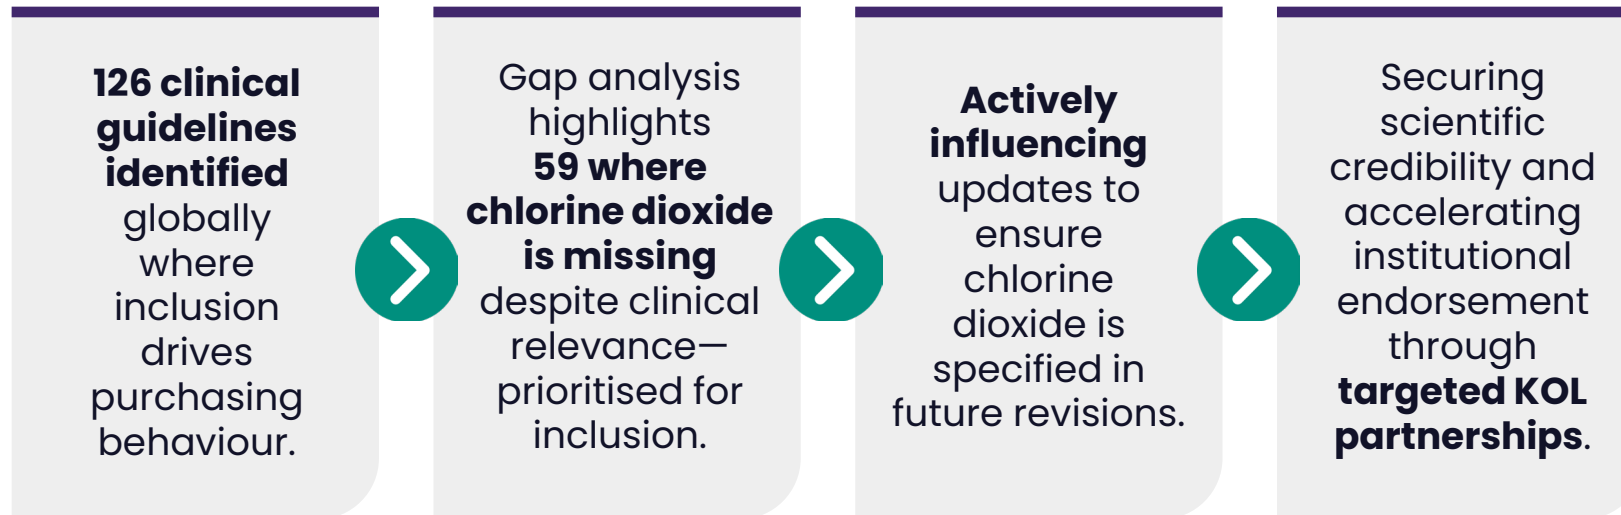 126 clinical
guidelines
identified
globally
where
inclusion
drives
purchasing
behaviour.
Gap analysis
highlights
59 where
chlorine dioxide
is missing
despite clinical
relevance—
prioritised for
inclusion.
Actively
influencing
updates to
ensure
chlorine
dioxide is
specified in
future revisions.
Securing
scientific
credibility and
accelerating
institutional
endorsement
through
targeted KOL
partnerships.